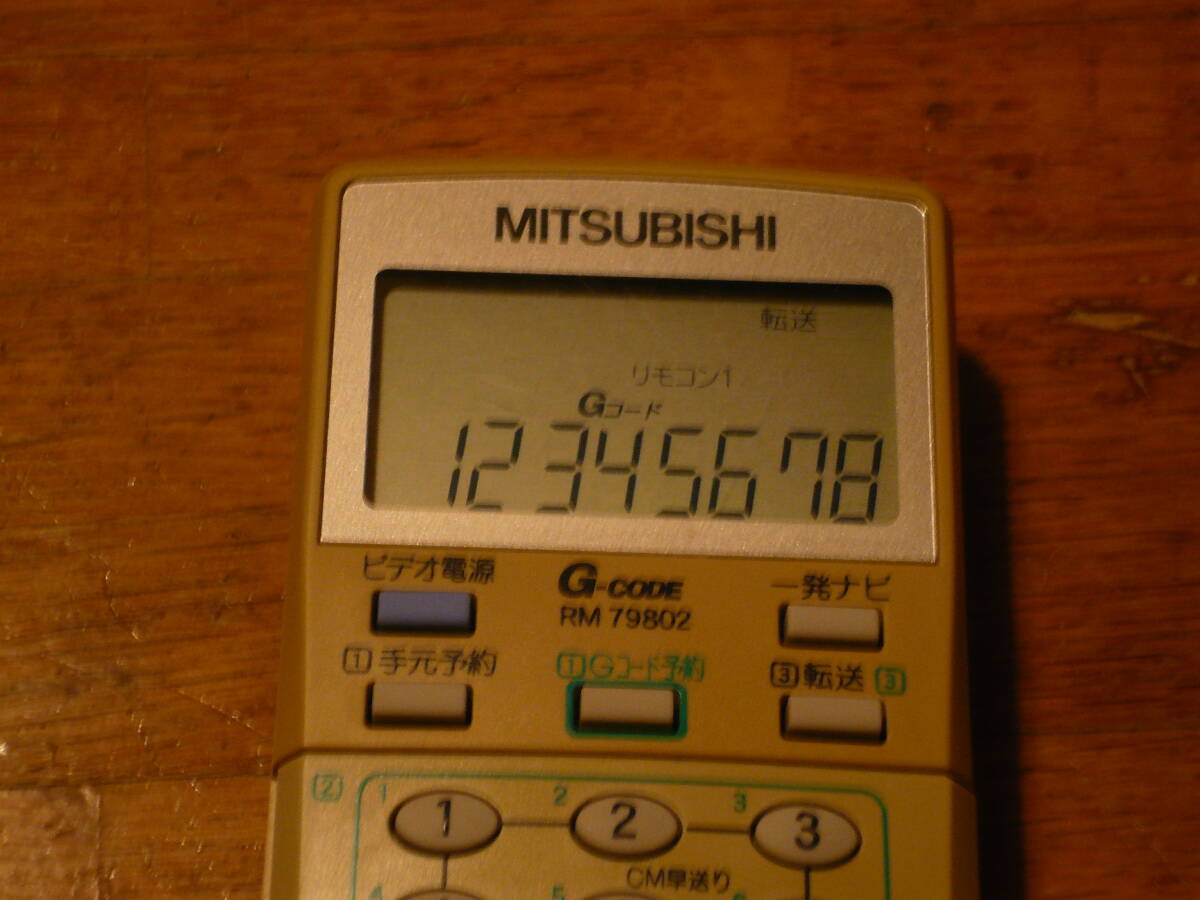 MITSUBISHI
転送
リモコン1
Gコード
12345678
ビデオ電源
G-CODE
一発ナビ
RM 79802
1 手元予約
1 Gコード予約
3 転送 3
2
1 1
2 2
3 3
CM早送り
4
5